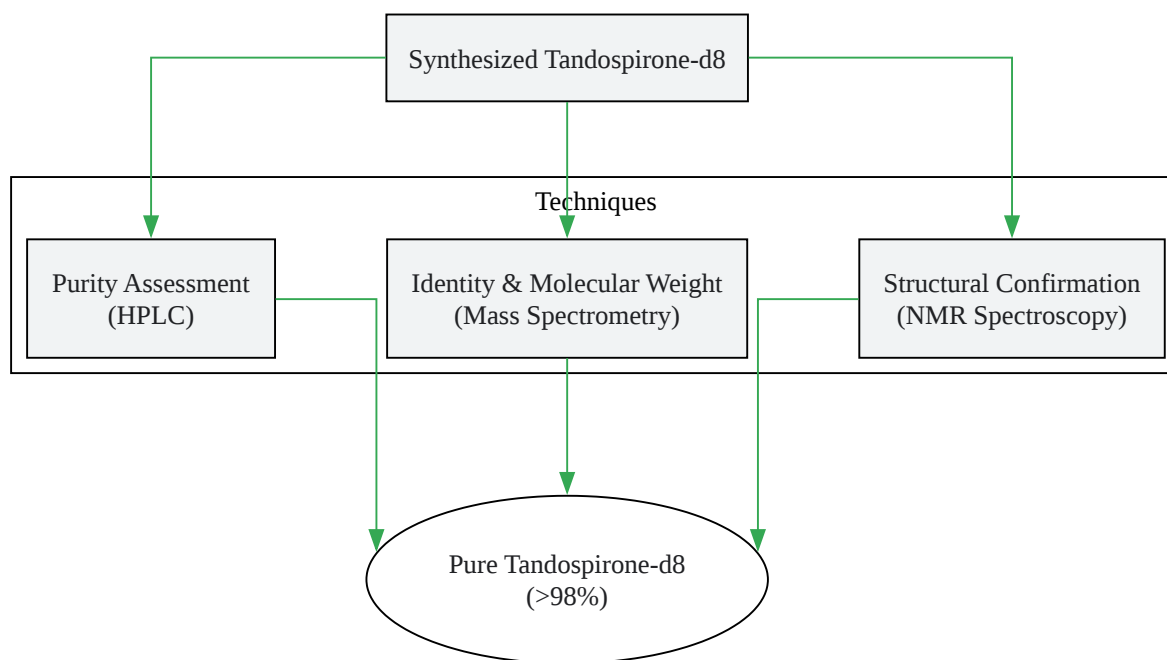 Synthesized Tandospirone-d8
Techniques
Purity Assessment
(HPLC)
Identity & Molecular Weight
(Mass Spectrometry)
Structural Confirmation
(NMR Spectroscopy)
Pure Tandospirone-d8
(>98%)